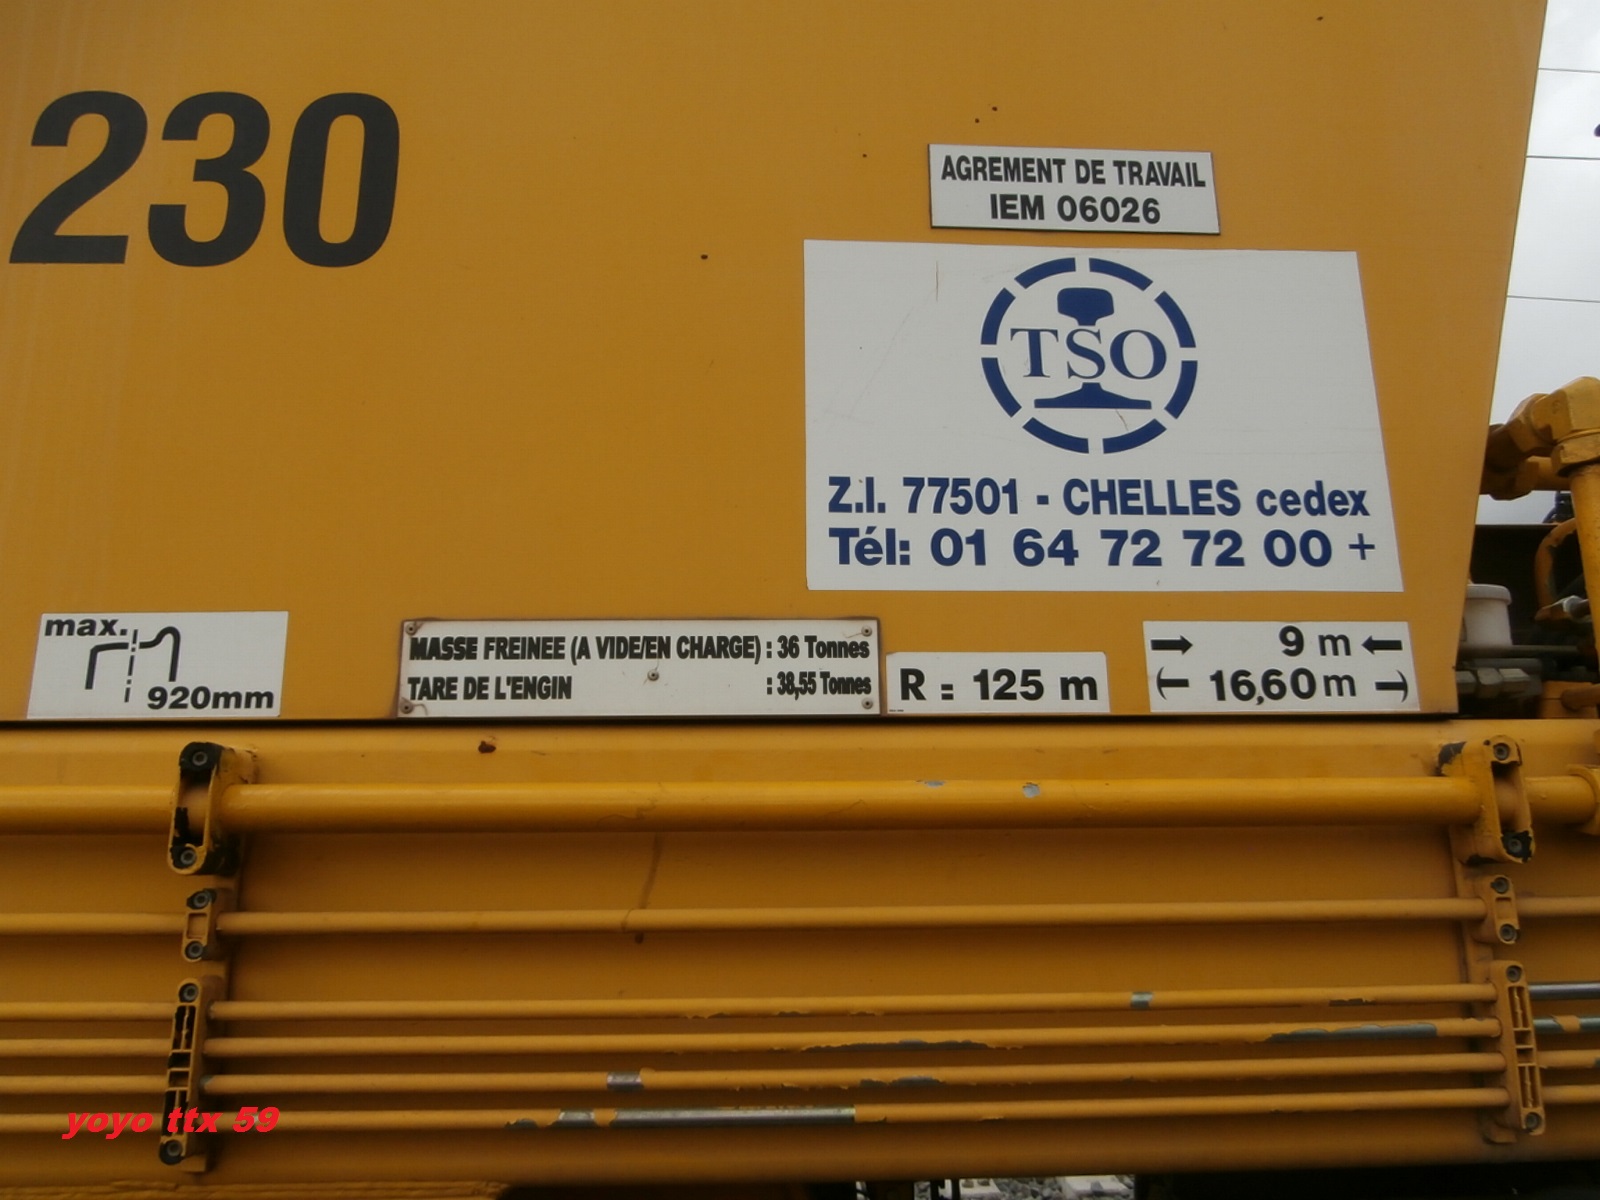 230
AGREMENT DE TRAVAIL
IEM 06026
TSO
Z.I. 77501 - CHELLES cedex
Tél: 01 64 72 72 00 +
max.
920mm
MASSE FREINEE (A VIDE/EN CHARGE) : 36 Tonnes
TARE DE L'ENGIN : 38,55 Tonnes
R = 125 m
9 m
16,60 m
yoyo ttx 59